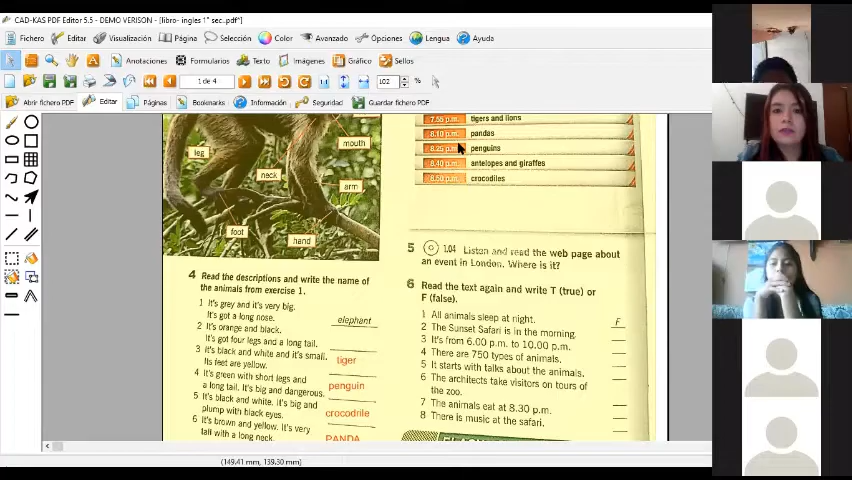 CAD-KAS PDF Editor 5.5 - DEMO VERISON - [libro- ingles 1° sec..pdf*]
Fichero Editar Visualización Página Selección Color Avanzado Opciones Lengua Ayuda
Anotaciones Formularios Texto Imágenes Gráfico Sellos
1 de 4 102 %
Abrir fichero PDF Editar Páginas Bookmarks Información Seguridad Guardar fichero PDF
leg
mouth
neck
arm
foot
hand
4 Read the descriptions and write the name of
the animals from exercise 1.
1 It's grey and it's very big.
It's got a long nose. elephant
2 It's orange and black.
It's got four legs and a long tail.
3 It's black and white and it's small. tiger
Its feet are yellow.
4 It's green with short legs and penguin
a long tail. It's big and dangerous.
5 It's black and white. It's big and crocodrile
plump with black eyes.
6 It's brown and yellow. It's very
tall with a long neck. PANDA
7.55 p.m. tigers and lions
8.10 p.m. pandas
8.25 p.m. penguins
8.40 p.m. antelopes and giraffes
8.50 p.m. crocodiles
5 1.04 Listen and read the web page about
an event in London. Where is it?
6 Read the text again and write T (true) or
F (false).
1 All animals sleep at night. F
2 The Sunset Safari is in the morning.
3 It's from 6.00 p.m. to 10.00 p.m.
4 There are 750 types of animals.
5 It starts with talks about the animals.
6 The architects take visitors on tours of
the zoo.
7 The animals eat at 8.30 p.m.
8 There is music at the safari.
(149.41 mm, 139.30 mm)